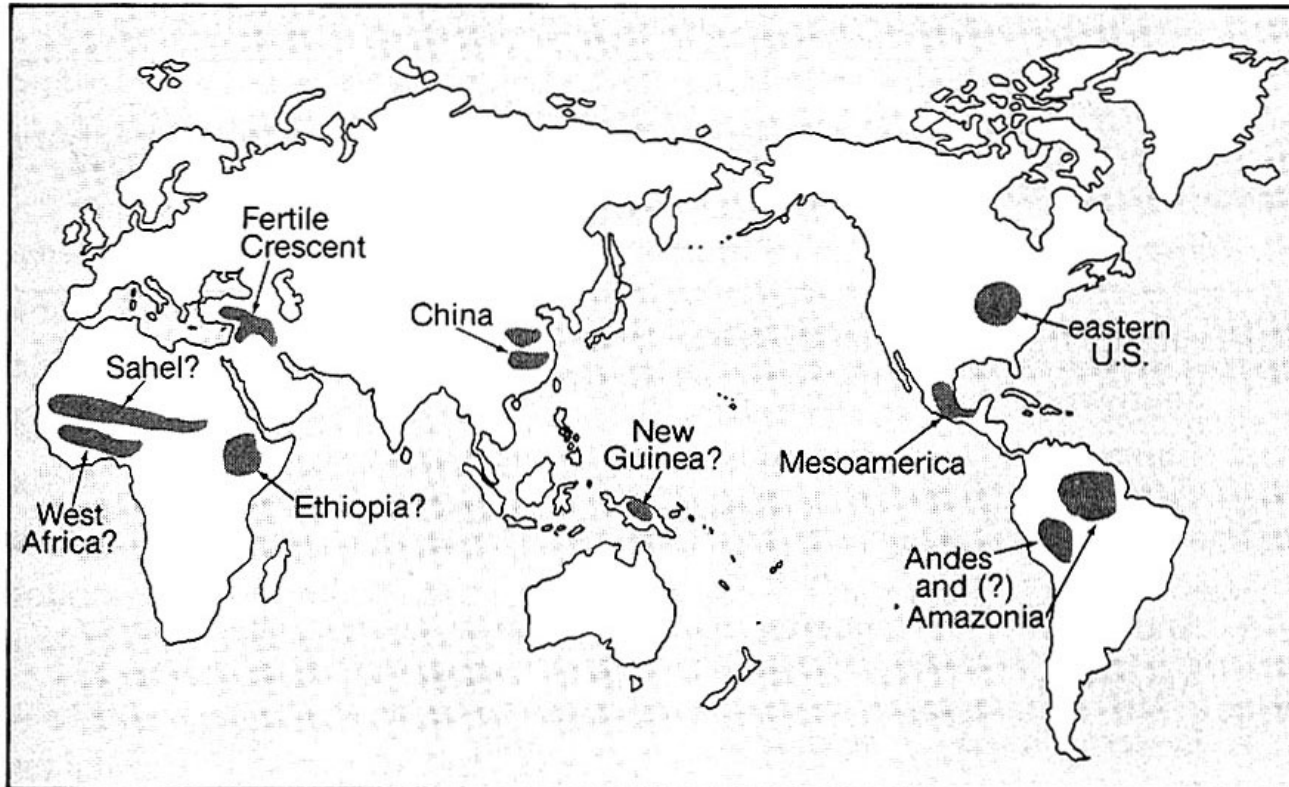 Fertile
Crescent
China
Sahel?
West
Africa?
Ethiopia?
New
Guinea?
eastern
U.S.
Mesoamerica
Andes
and (?)
Amazonia